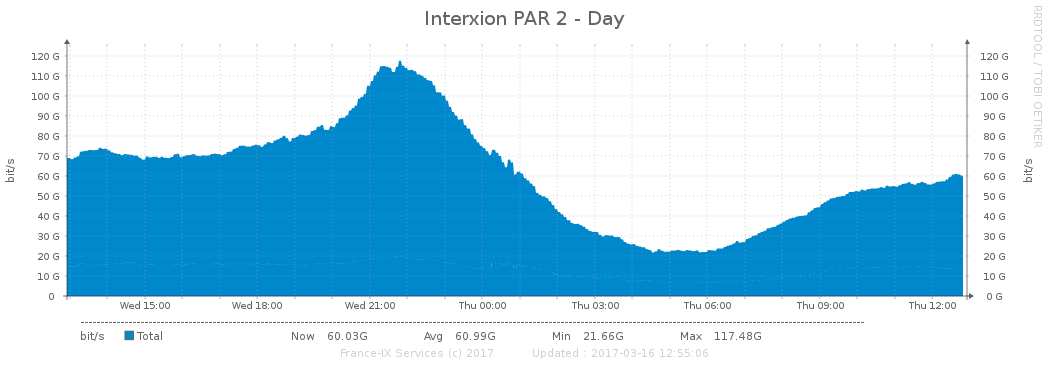 Interxion PAR 2 - Day
RRDTOOL / TOBI OETIKER
bit/s
120 G 120 G
110 G 110 G
100 G 100 G
90 G 90 G
80 G 80 G
70 G 70 G
60 G 60 G
50 G 50 G
40 G 40 G
30 G 30 G
20 G 20 G
10 G 10 G
0 0 G
bit/s
Wed 15:00 Wed 18:00 Wed 21:00 Thu 00:00 Thu 03:00 Thu 06:00 Thu 09:00 Thu 12:00
bit/s Total Now 60.03G Avg 60.99G Min 21.66G Max 117.48G
France-IX Services (c) 2017 Updated : 2017-03-16 12:55:06